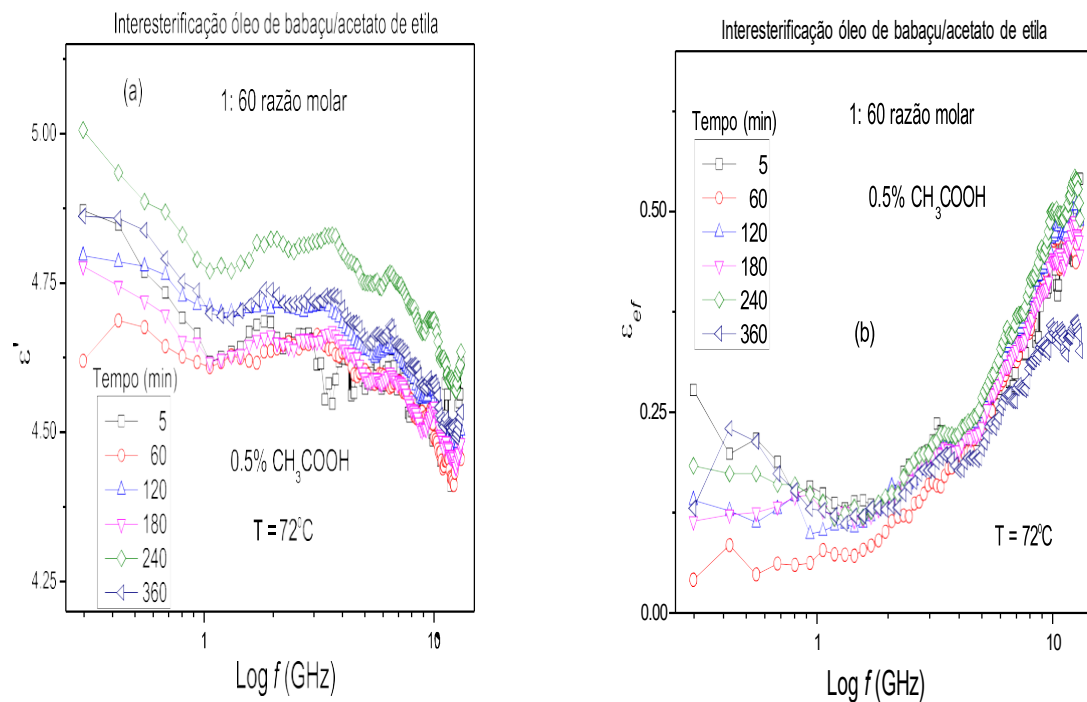 Interesterificação óleo de babaçu/acetato de etila
(a)
1: 60 razão molar
5.00
4.75
4.50
4.25
ε'
Tempo (min)
5
60
120
180
240
360
0.5% CH₃COOH
T = 72°C
1
10
Log f (GHz)
Interesterificação óleo de babaçu/acetato de etila
1: 60 razão molar
Tempo (min)
5
60
120
180
240
360
0.5% CH₃COOH
0.50
0.25
0.00
ε_ef
(b)
T = 72°C
1
10
Log f (GHz)